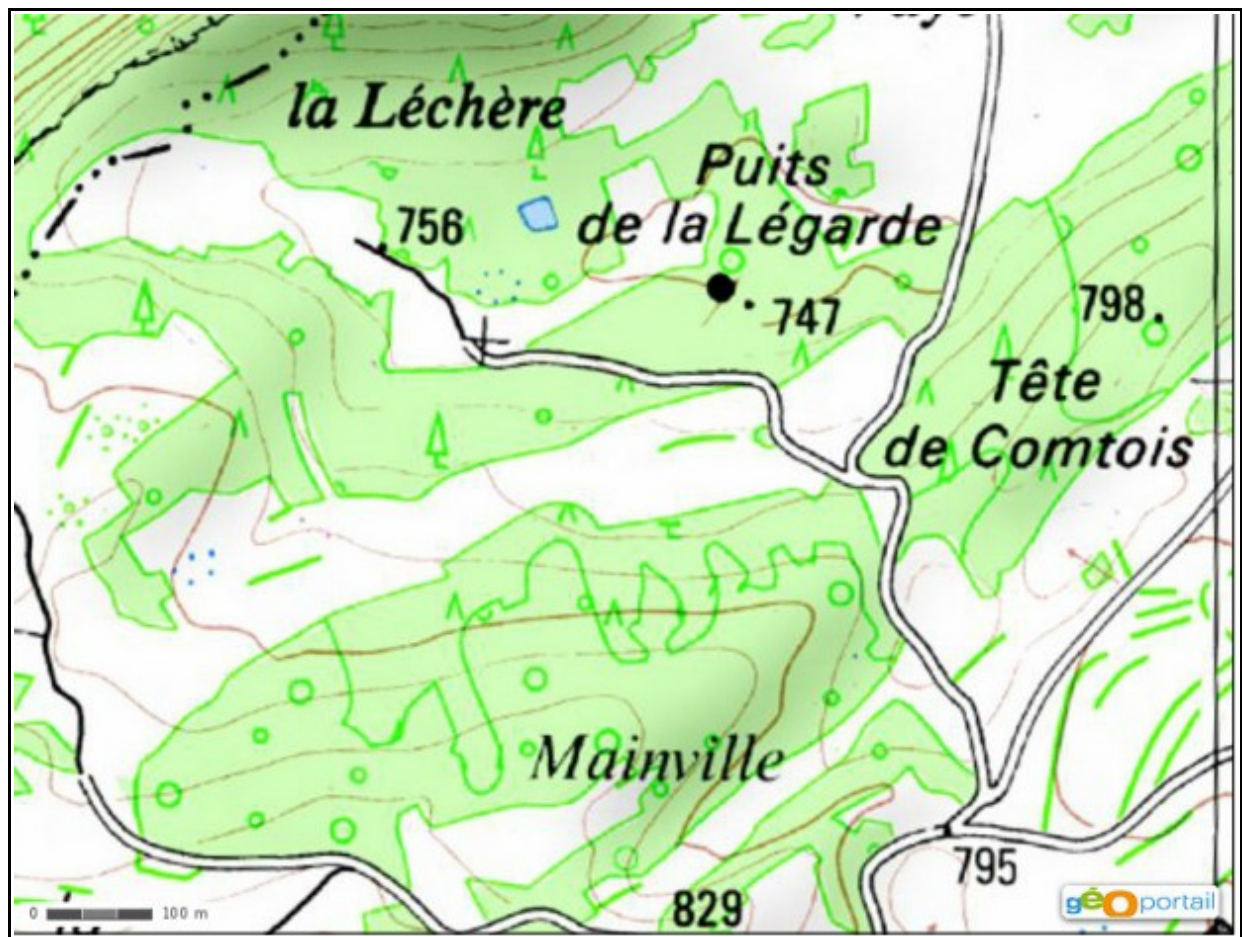 la Léchère
Puits
de la Légarde
756
747
798.
Tête
de Comtois
Mainville
795
829
0 100 m
géoportail